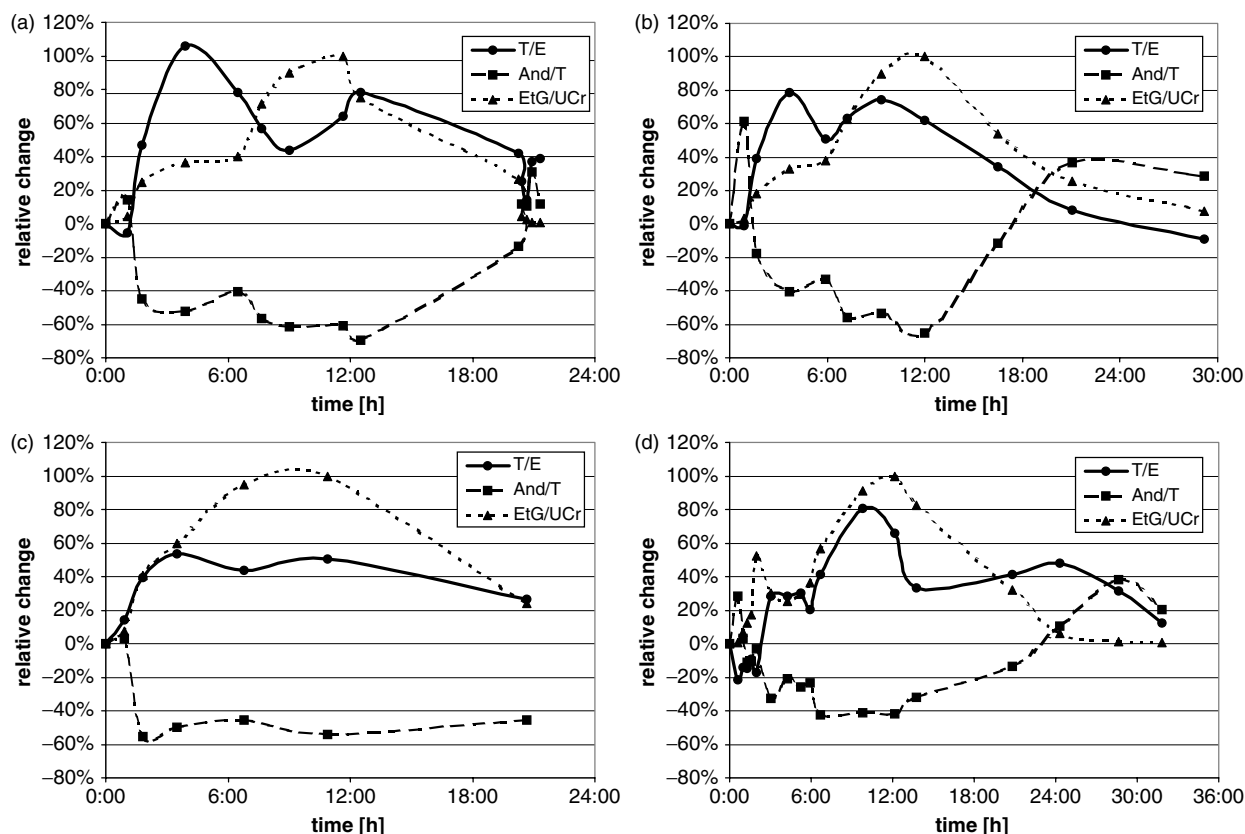 (a)
120%
100%
80%
60%
40%
20%
0%
–20%
–40%
–60%
–80%
relative change
T/E
And/T
EtG/UCr
0:00 6:00 12:00 18:00 24:00
time [h]
(b)
120%
100%
80%
60%
40%
20%
0%
–20%
–40%
–60%
–80%
relative change
T/E
And/T
EtG/UCr
0:00 6:00 12:00 18:00 24:00 30:00
time [h]
(c)
120%
100%
80%
60%
40%
20%
0%
–20%
–40%
–60%
–80%
relative change
T/E
And/T
EtG/UCr
0:00 6:00 12:00 18:00 24:00
time [h]
(d)
120%
100%
80%
60%
40%
20%
0%
–20%
–40%
–60%
–80%
relative change
T/E
And/T
EtG/UCr
0:00 6:00 12:00 18:00 24:00 30:00 36:00
time [h]